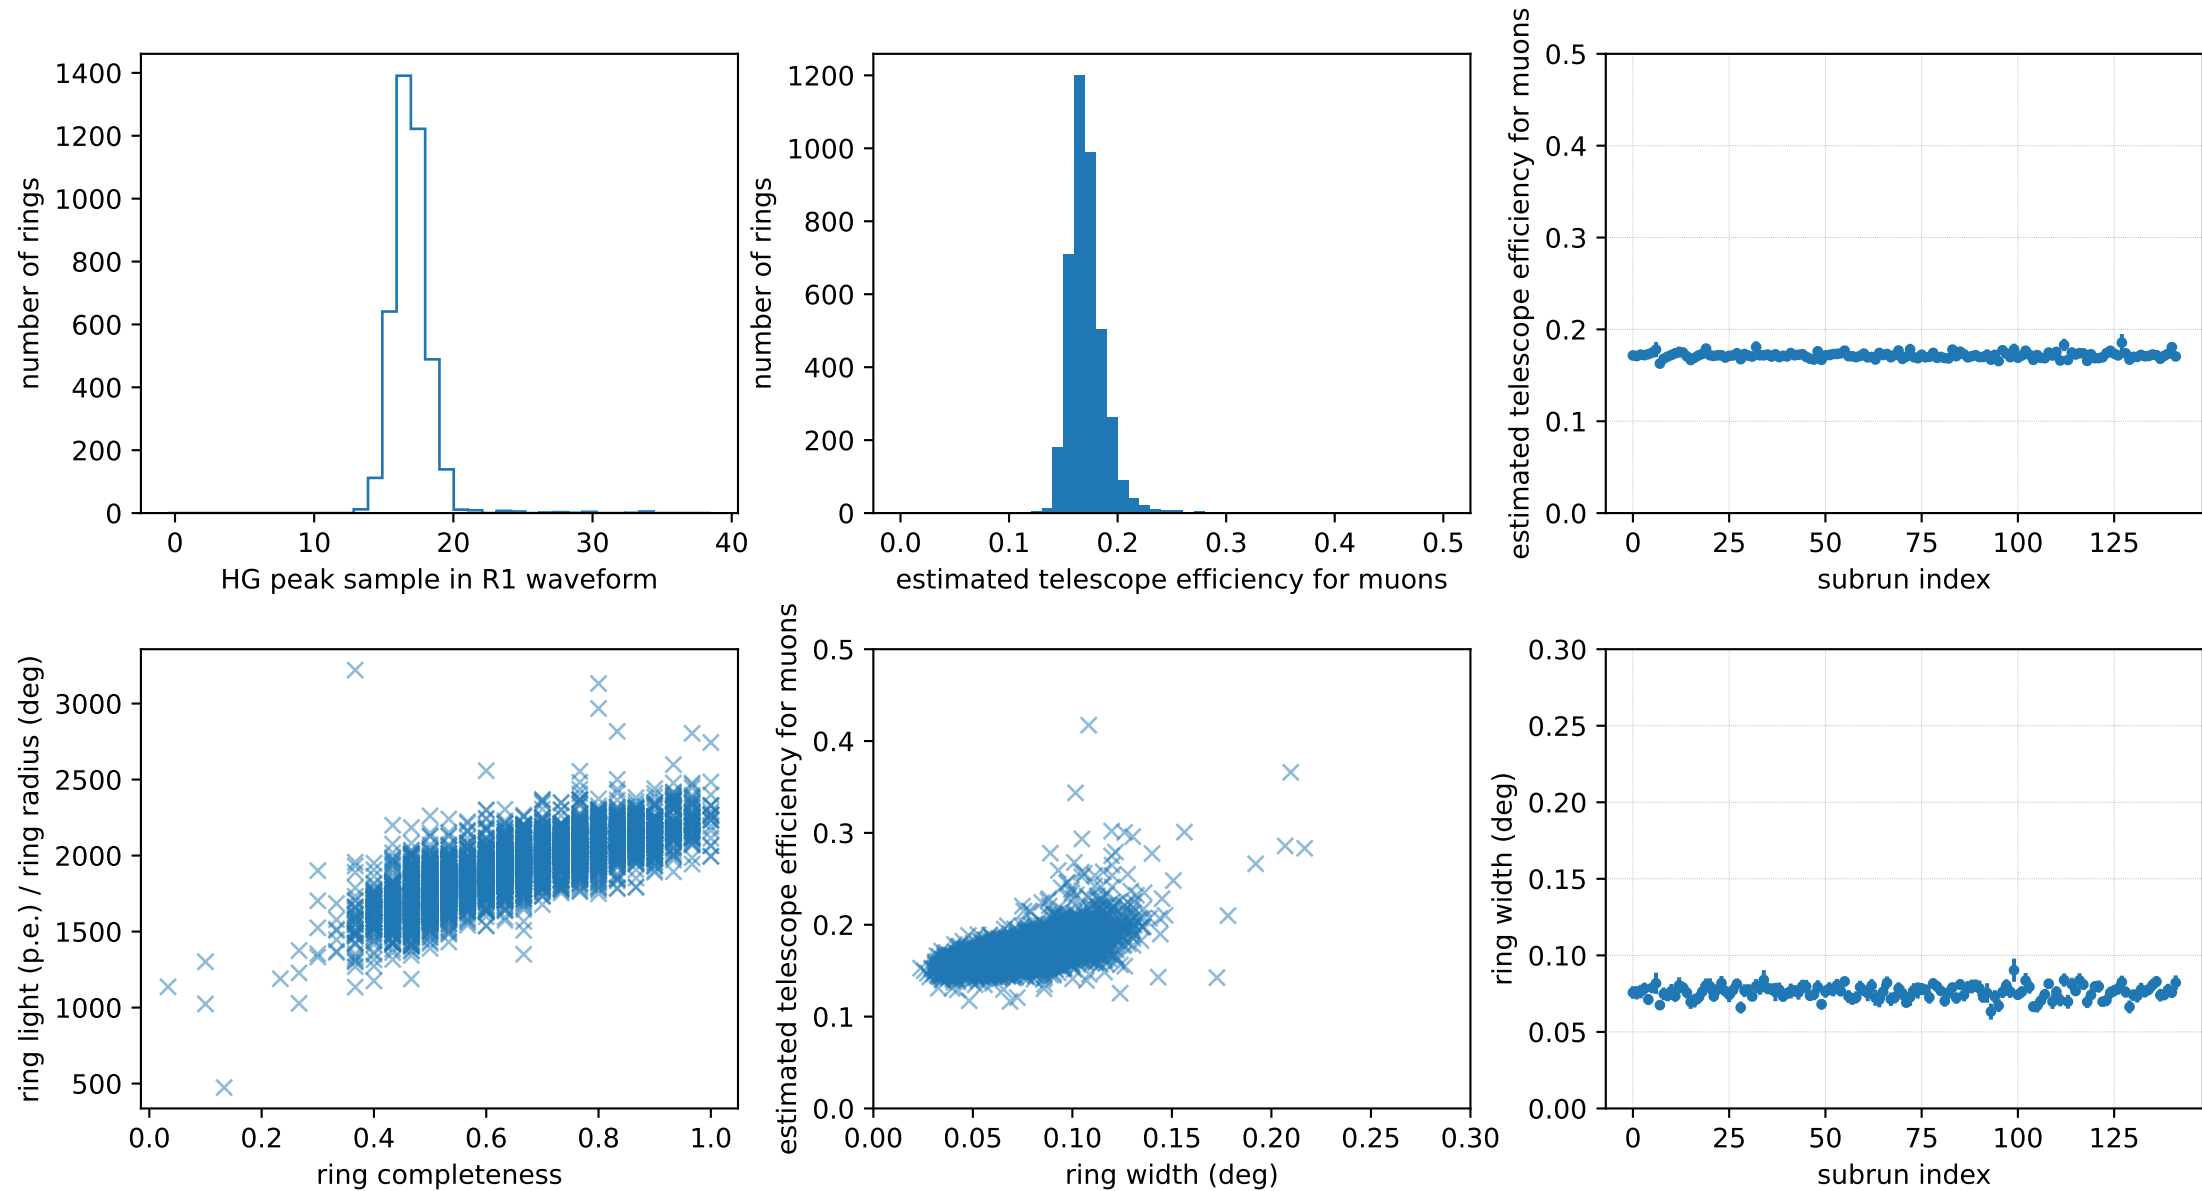 number of rings
1400
1200
1000
800
600
400
200
0
0 10 20 30 40
HG peak sample in R1 waveform
number of rings
1200
1000
800
600
400
200
0
0.0 0.1 0.2 0.3 0.4 0.5
estimated telescope efficiency for muons
estimated telescope efficiency for muons
0.5
0.4
0.3
0.2
0.1
0.0
0 25 50 75 100 125
subrun index
ring light (p.e.) / ring radius (deg)
3000
2500
2000
1500
1000
500
0.0 0.2 0.4 0.6 0.8 1.0
ring completeness
estimated telescope efficiency for muons
0.5
0.4
0.3
0.2
0.1
0.0
0.00 0.05 0.10 0.15 0.20 0.25 0.30
ring width (deg)
ring width (deg)
0.30
0.25
0.20
0.15
0.10
0.05
0.00
0 25 50 75 100 125
subrun index